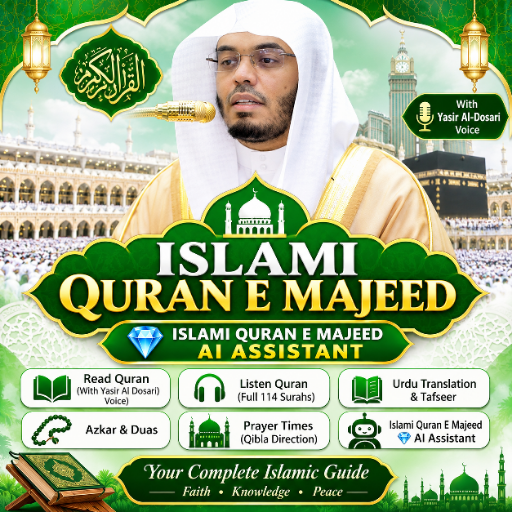 القرآن الكريم
With
Yasir Al-Dosari
Voice
ISLAMI
QURAN E MAJEED
ISLAMI QURAN E MAJEED
AI ASSISTANT
Read Quran
(With Yasir Al Dosari)
Voice)
Listen Quran
(Full 114 Surahs)
Urdu Translation
& Tafseer
Azkar & Duas
Prayer Times
(Qibla Direction)
Islami Quran E Majeed
AI Assistant
Your Complete Islamic Guide
Faith • Knowledge • Peace